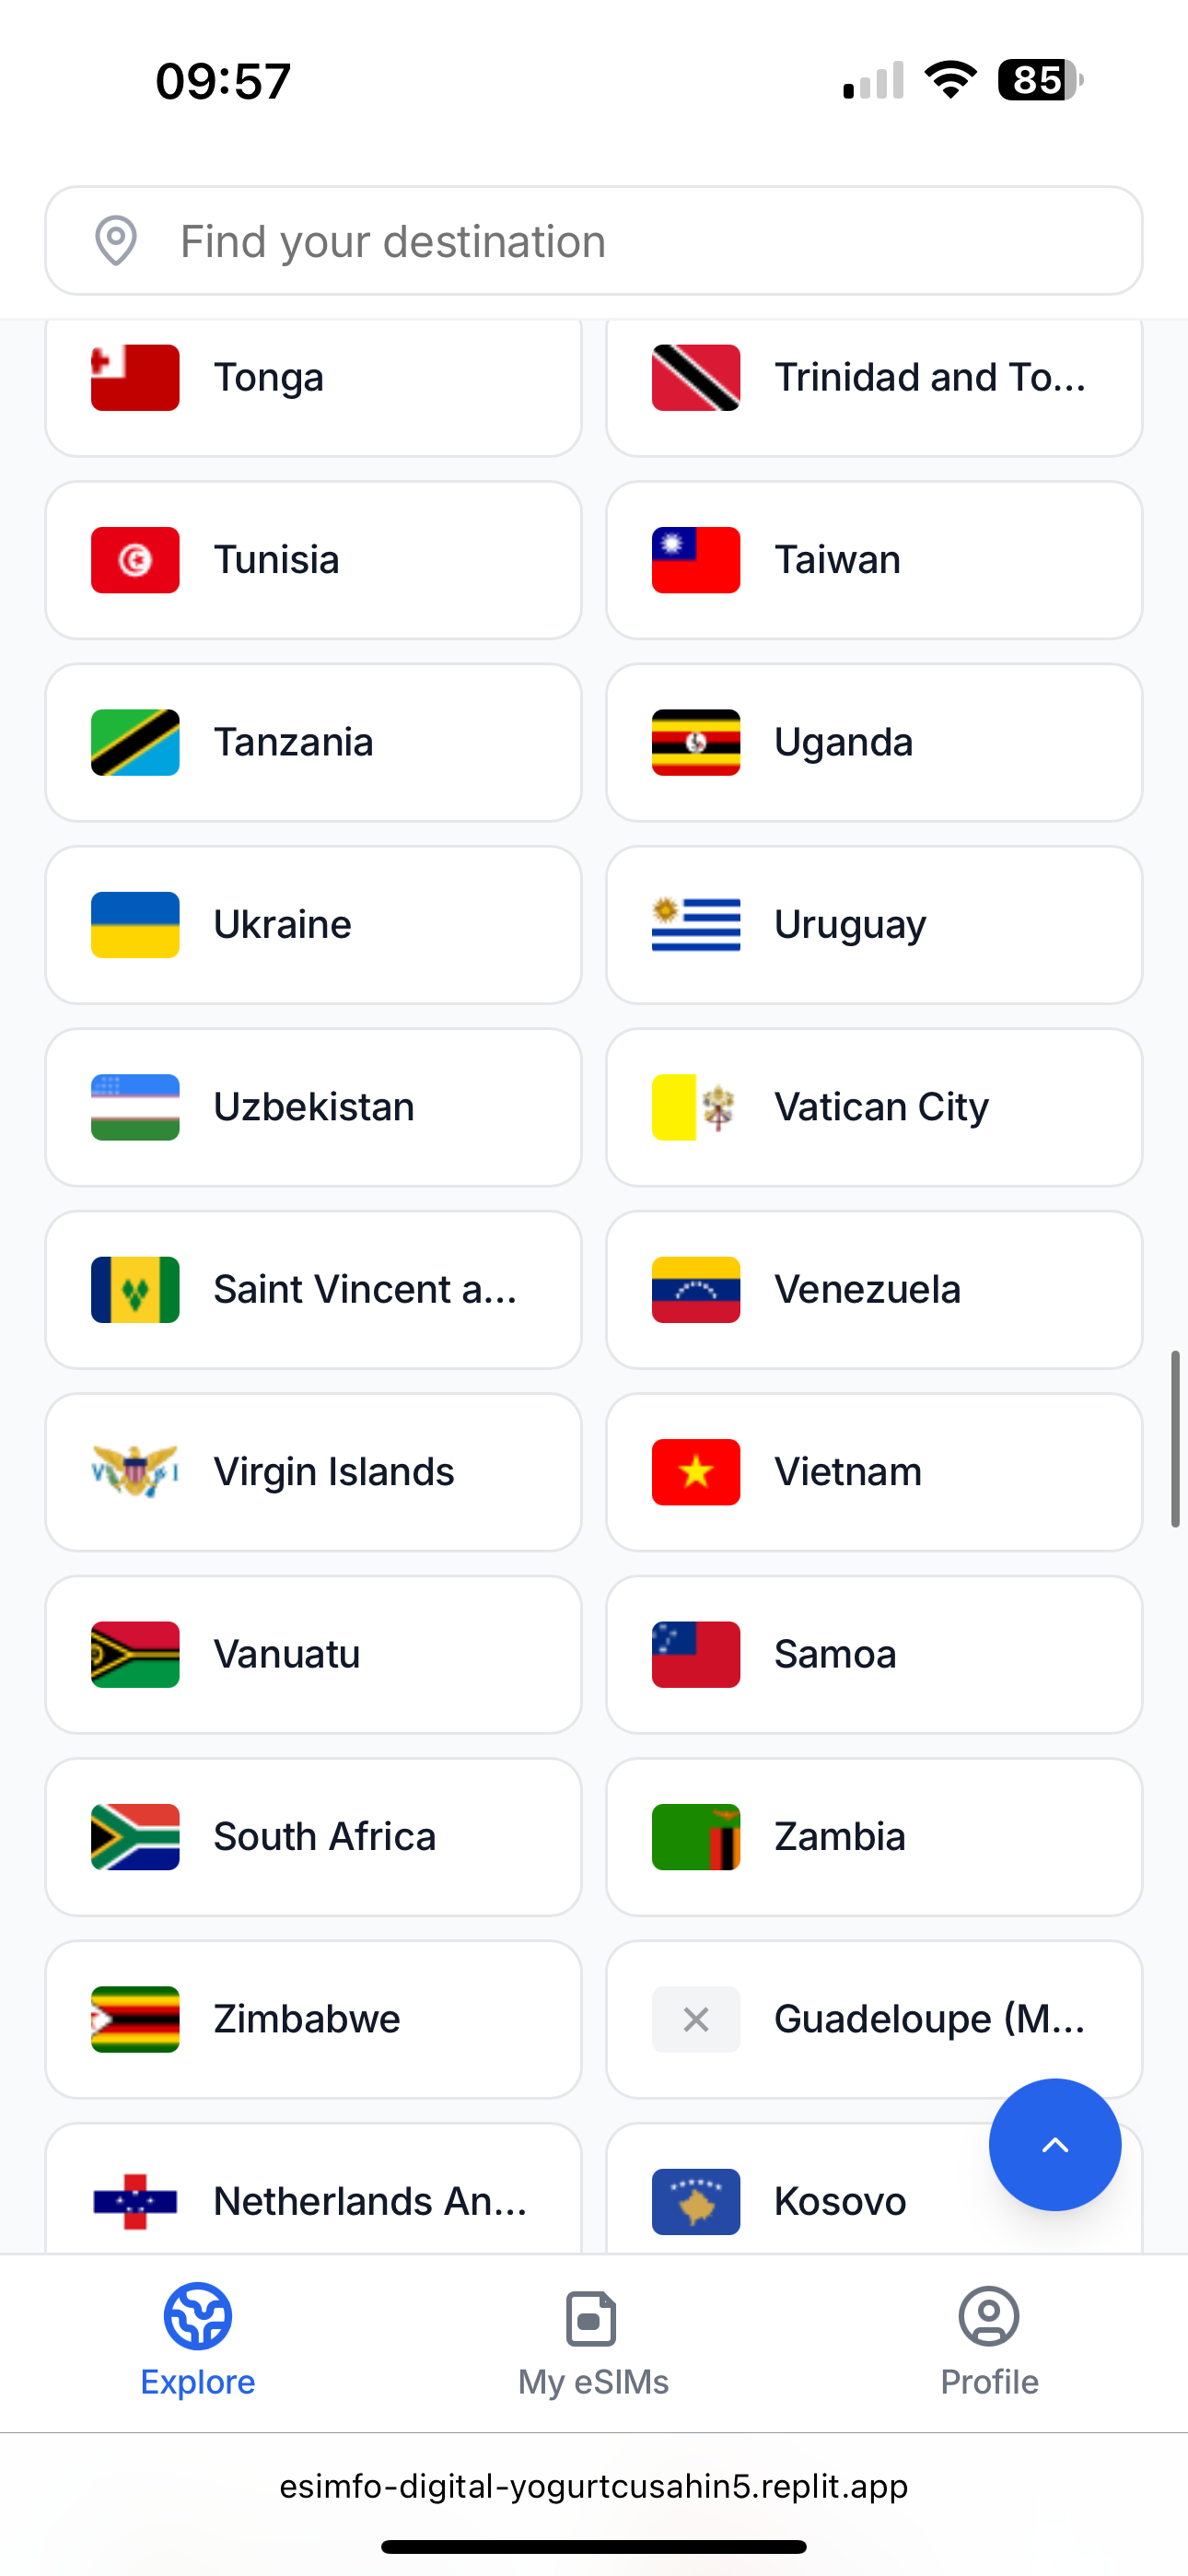 09:57
85
Find your destination
Tonga
Trinidad and To...
Tunisia
Taiwan
Tanzania
Uganda
Ukraine
Uruguay
Uzbekistan
Vatican City
Saint Vincent a...
Venezuela
V I
Virgin Islands
Vietnam
Vanuatu
Samoa
South Africa
Zambia
Zimbabwe
Guadeloupe (M...
Netherlands An...
Kosovo
Explore
My eSIMs
Profile
esimfo-digital-yogurtcusahin5.replit.app